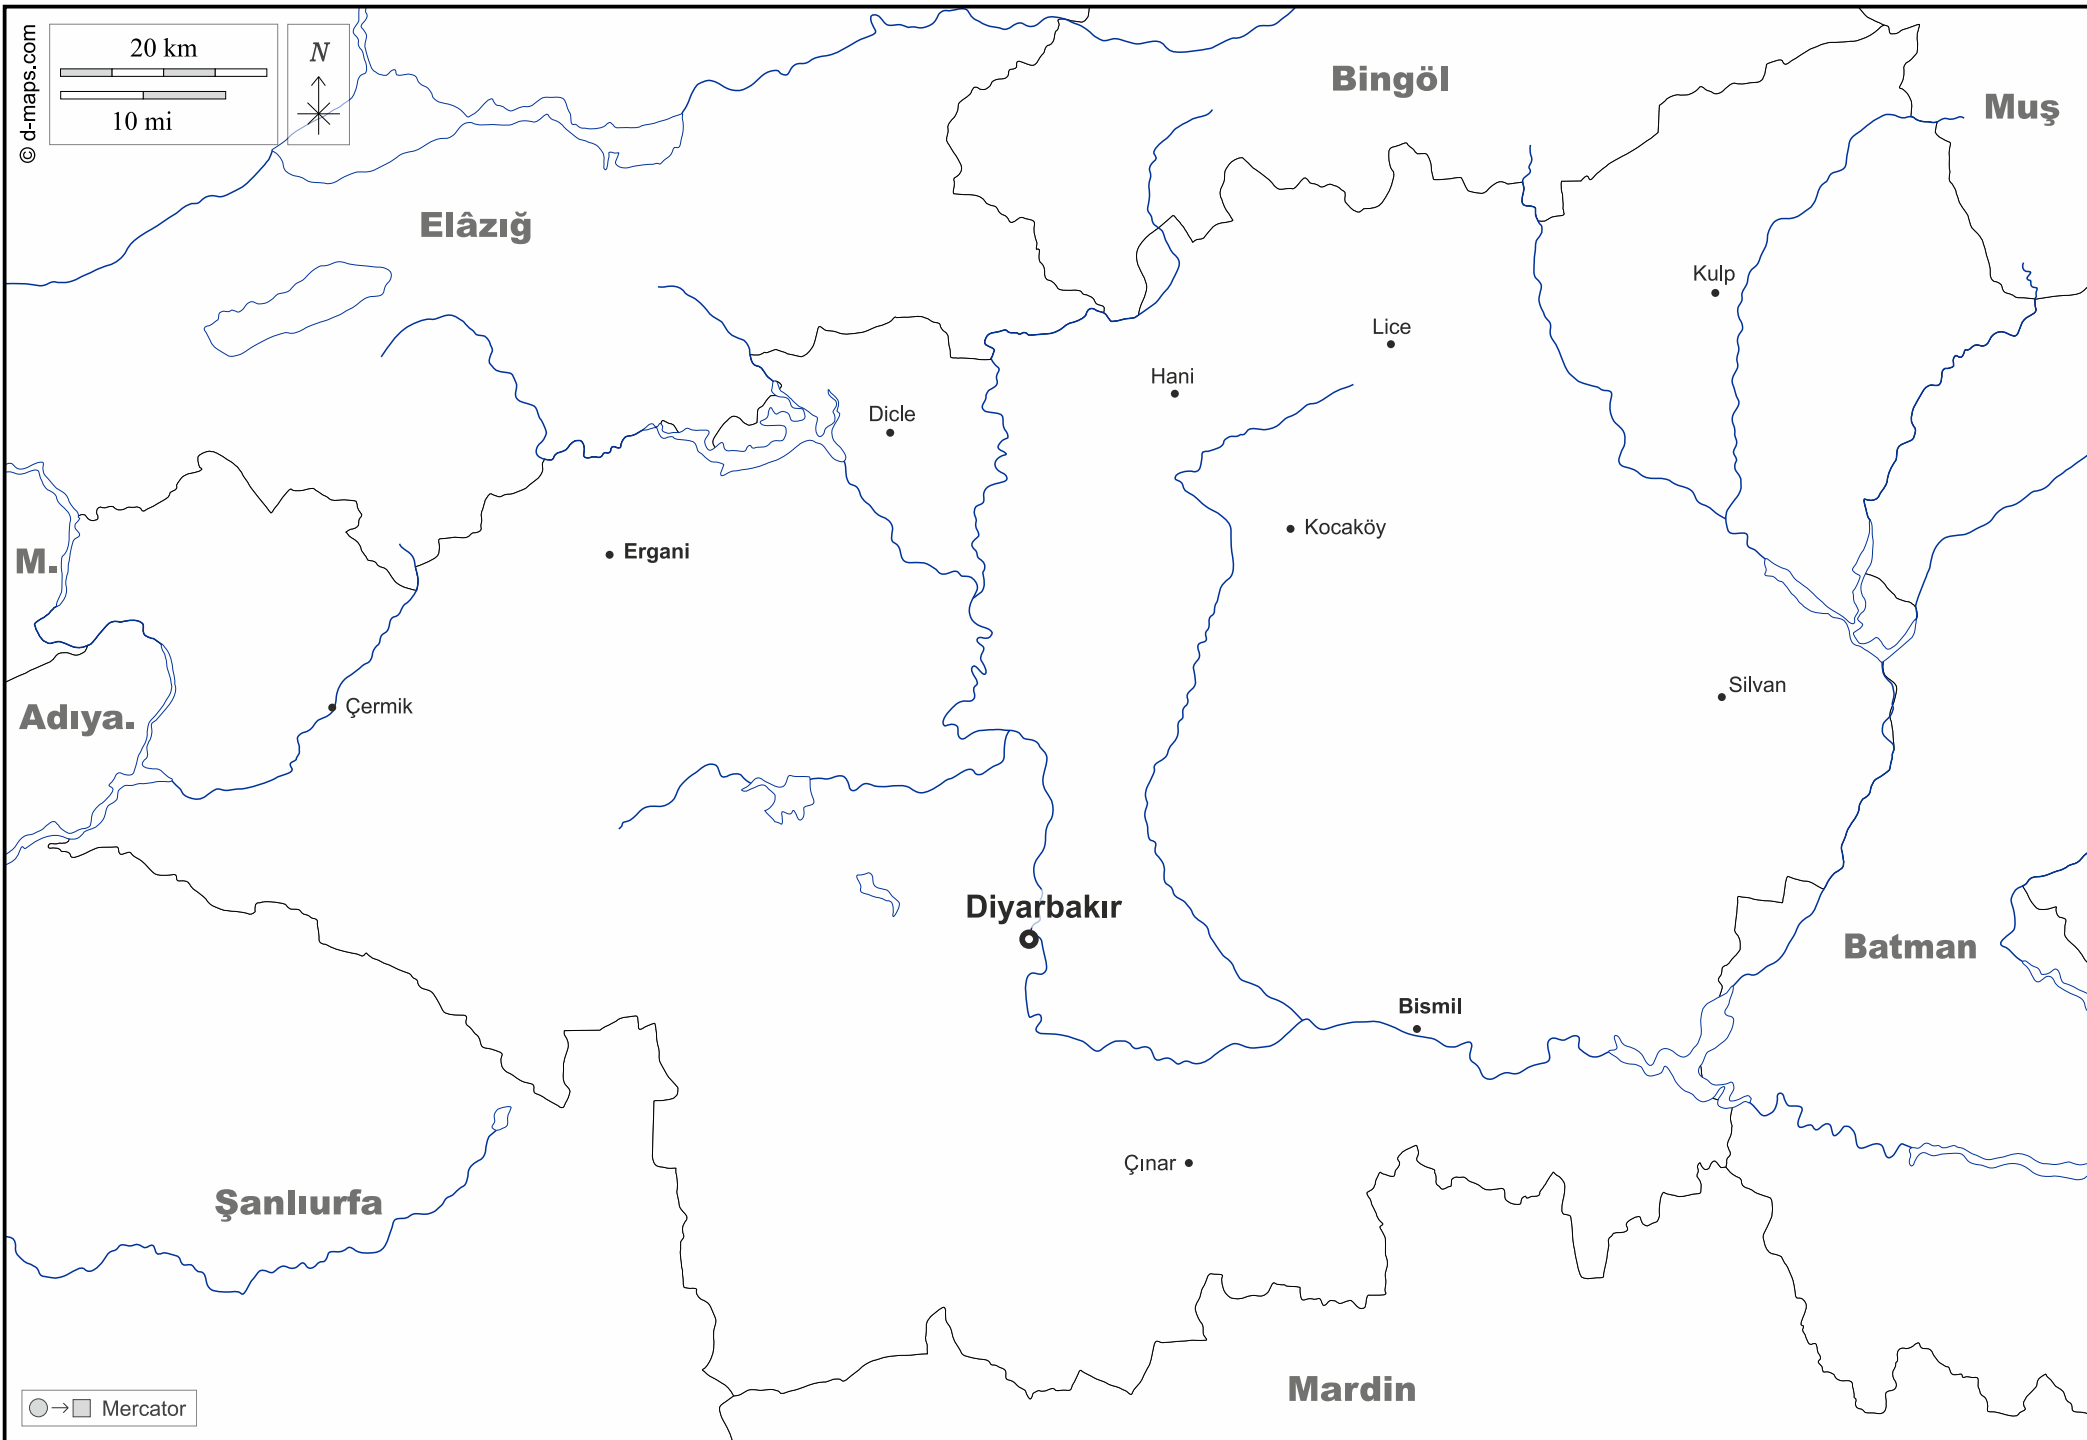 © d-maps.com
20 km
10 mi
N
Bingöl
Muş
Elâzığ
Kulp
Lice
Hani
Dicle
Kocaköy
Ergani
M.
Silvan
Çermik
Adıya.
Diyarbakır
Batman
Bismil
Çınar
Şanlıurfa
Mardin
Mercator